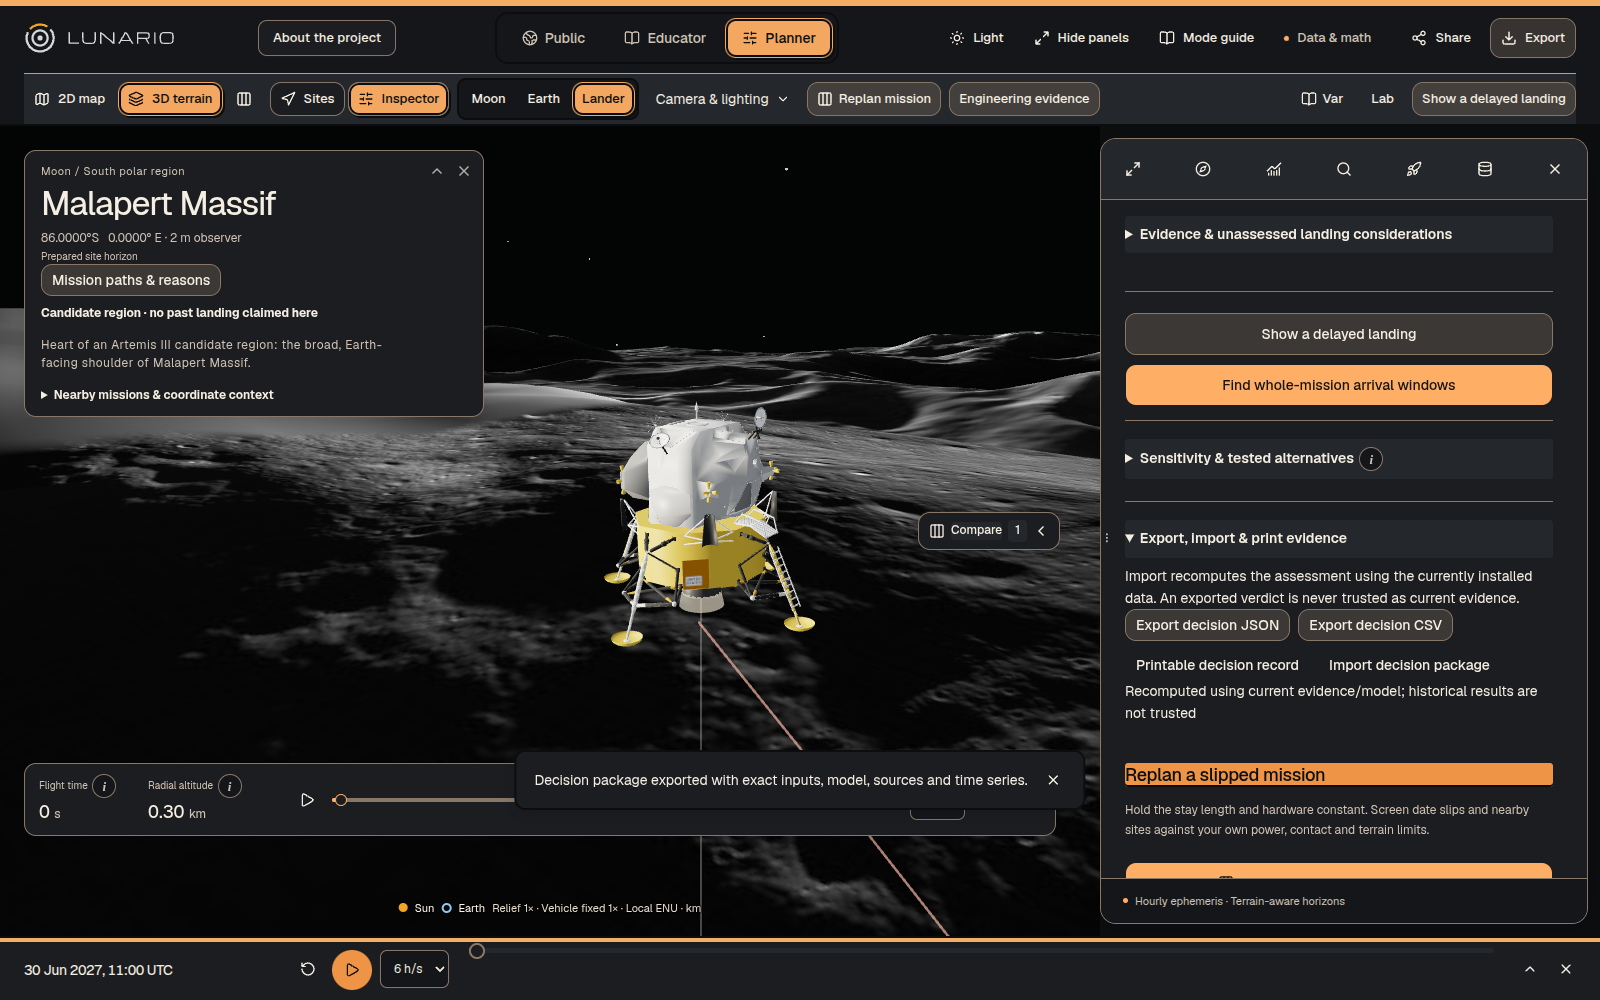 LUNARIO
About the project
Public
Educator
Planner
Light
Hide panels
Mode guide
Data & math
Share
Export
2D map
3D terrain
Sites
Inspector
Moon
Earth
Lander
Camera & lighting
Replan mission
Engineering evidence
Var
Lab
Show a delayed landing
Moon / South polar region
Malapert Massif
86.0000°S 0.0000° E · 2 m observer
Prepared site horizon
Mission paths & reasons
Candidate region · no past landing claimed here
Heart of an Artemis III candidate region: the broad, Earth-
facing shoulder of Malapert Massif.
Nearby missions & coordinate context
Compare 1
Evidence & unassessed landing considerations
Show a delayed landing
Find whole-mission arrival windows
Sensitivity & tested alternatives i
Export, import & print evidence
Import recomputes the assessment using the currently installed
data. An exported verdict is never trusted as current evidence.
Export decision JSON
Export decision CSV
Printable decision record
Import decision package
Recomputed using current evidence/model; historical results are
not trusted
Replan a slipped mission
Hold the stay length and hardware constant. Screen date slips and nearby
sites against your own power, contact and terrain limits.
Hourly ephemeris · Terrain-aware horizons
Flight time i
0 s
Radial altitude i
0.30 km
Decision package exported with exact inputs, model, sources and time series.
Sun
Earth
Relief 1× · Vehicle fixed 1× · Local ENU · km
30 Jun 2027, 11:00 UTC
6 h/s